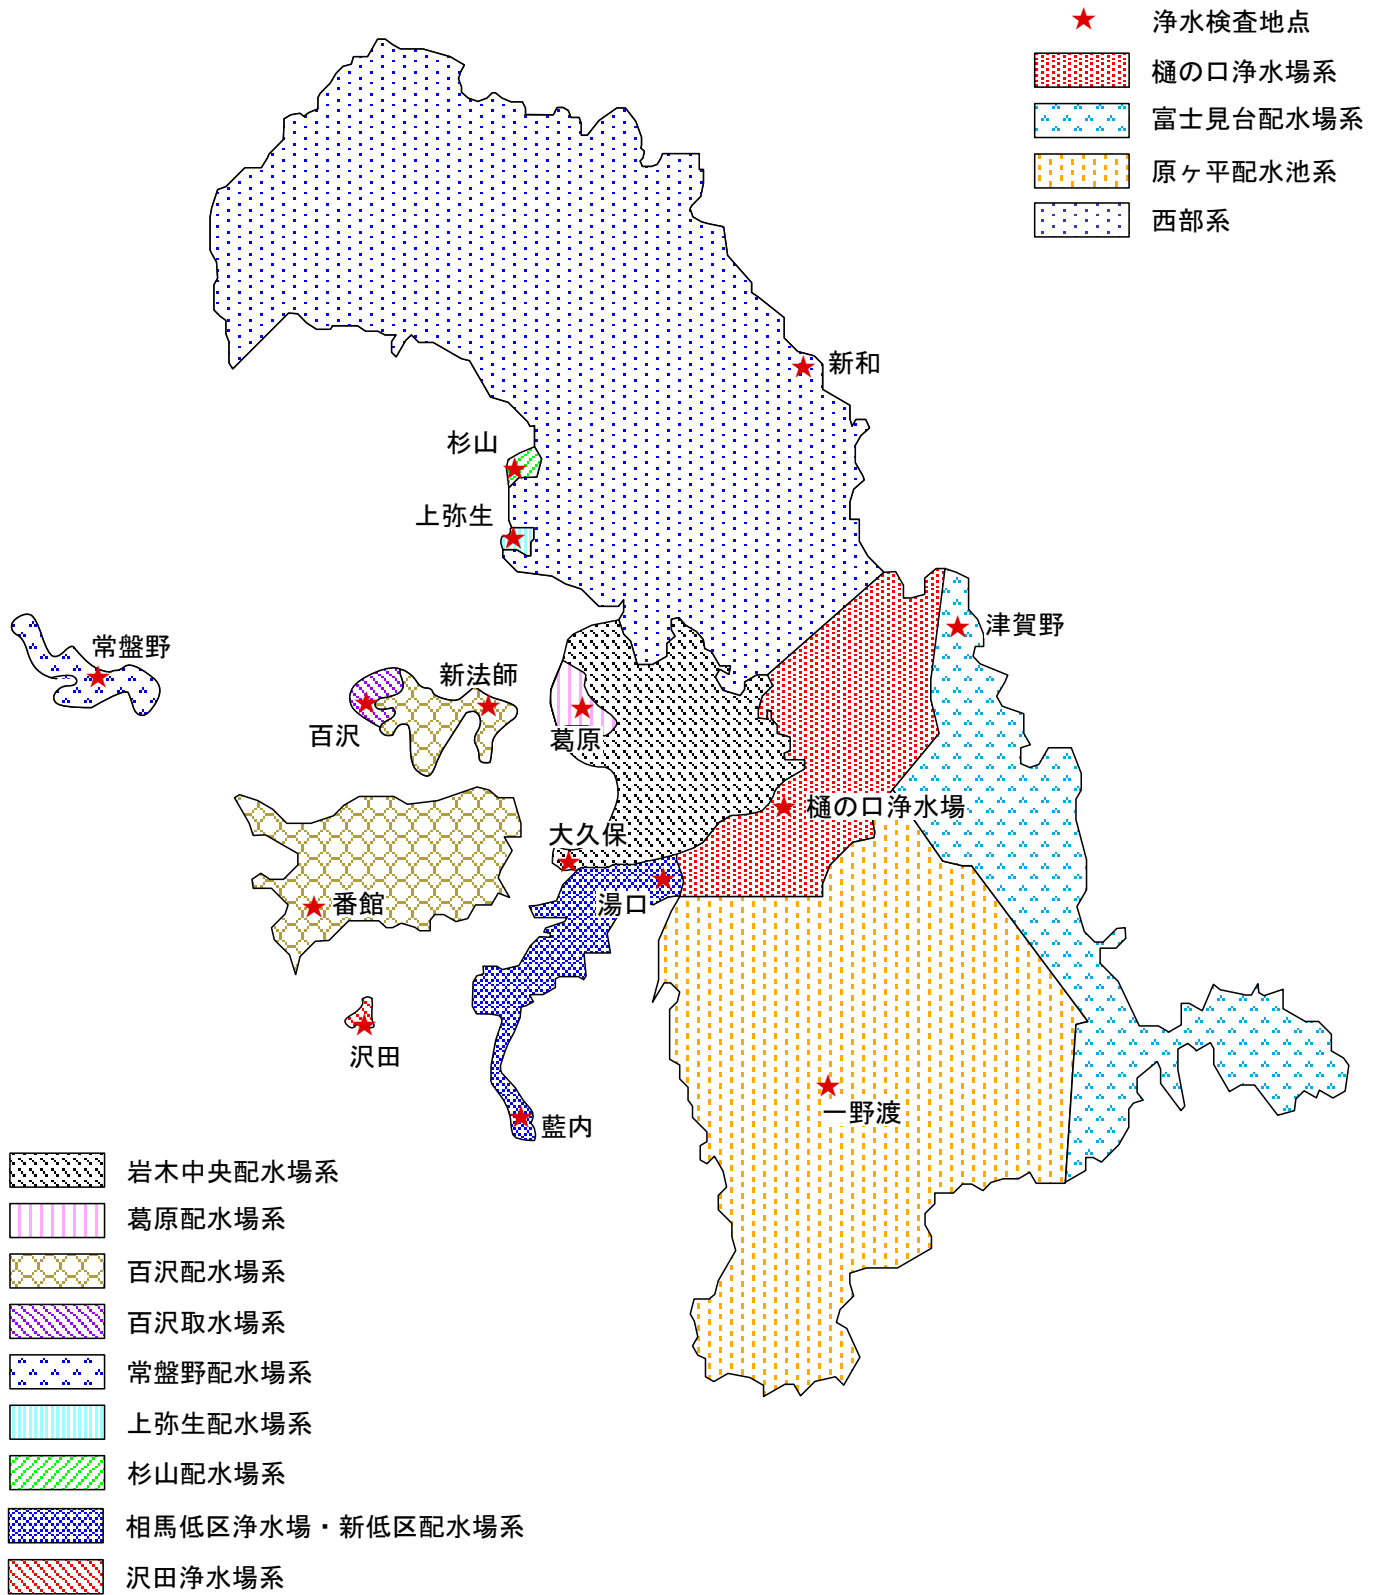 浄水検査地点
樋の口浄水場系
富士見台配水場系
原ヶ平配水池系
西部系
新和
杉山
上弥生
津賀野
常盤野
新法師
百沢
葛原
樋の口浄水場
大久保
湯口
番館
沢田
一野渡
藍内
岩木中央配水場系
葛原配水場系
百沢配水場系
百沢取水場系
常盤野配水場系
上弥生配水場系
杉山配水場系
相馬低区浄水場・新低区配水場系
沢田浄水場系